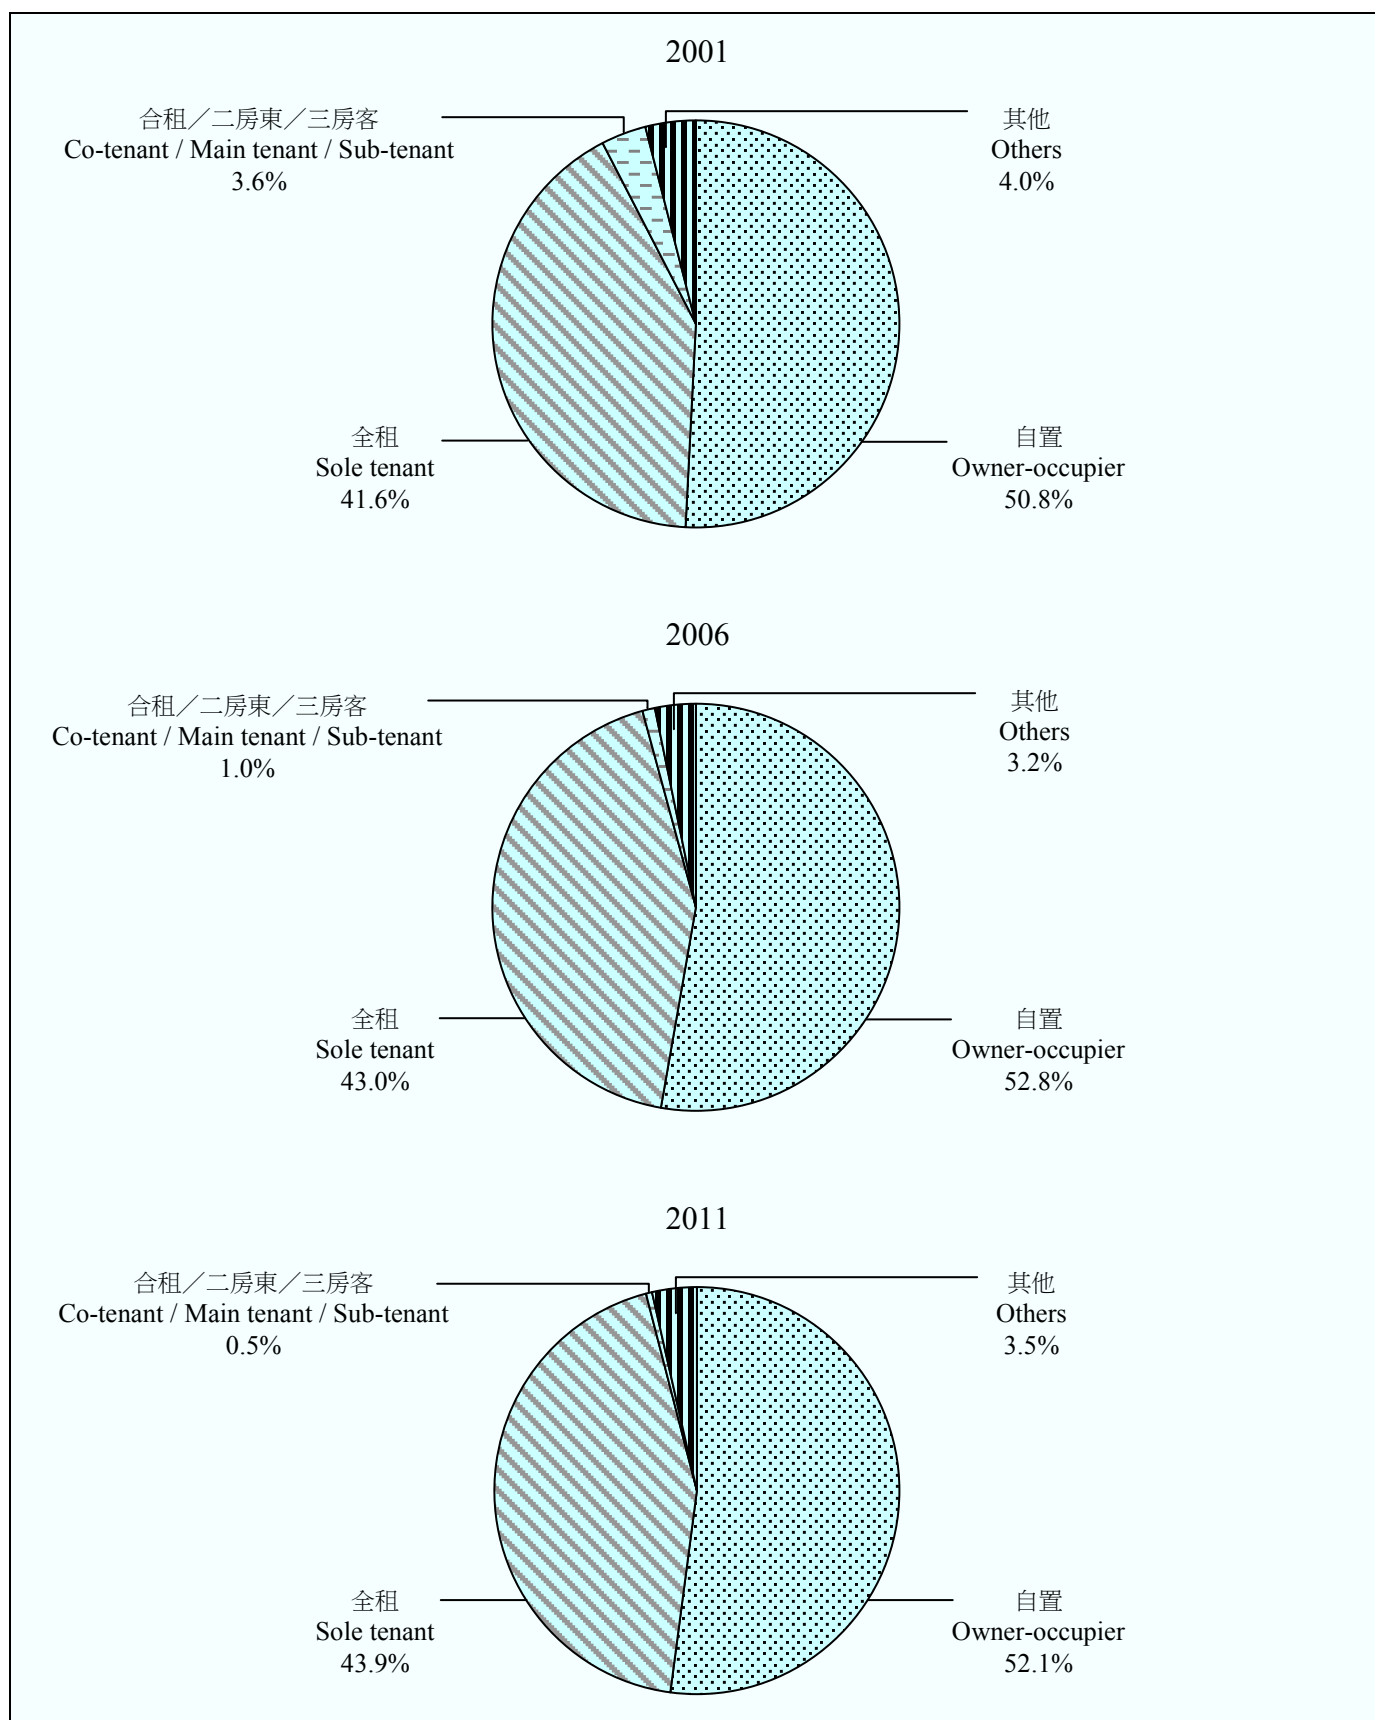 2001
合租／二房東／三房客
Co-tenant / Main tenant / Sub-tenant
3.6%
其他
Others
4.0%
全租
Sole tenant
41.6%
自置
Owner-occupier
50.8%
2006
合租／二房東／三房客
Co-tenant / Main tenant / Sub-tenant
1.0%
其他
Others
3.2%
全租
Sole tenant
43.0%
自置
Owner-occupier
52.8%
2011
合租／二房東／三房客
Co-tenant / Main tenant / Sub-tenant
0.5%
其他
Others
3.5%
全租
Sole tenant
43.9%
自置
Owner-occupier
52.1%